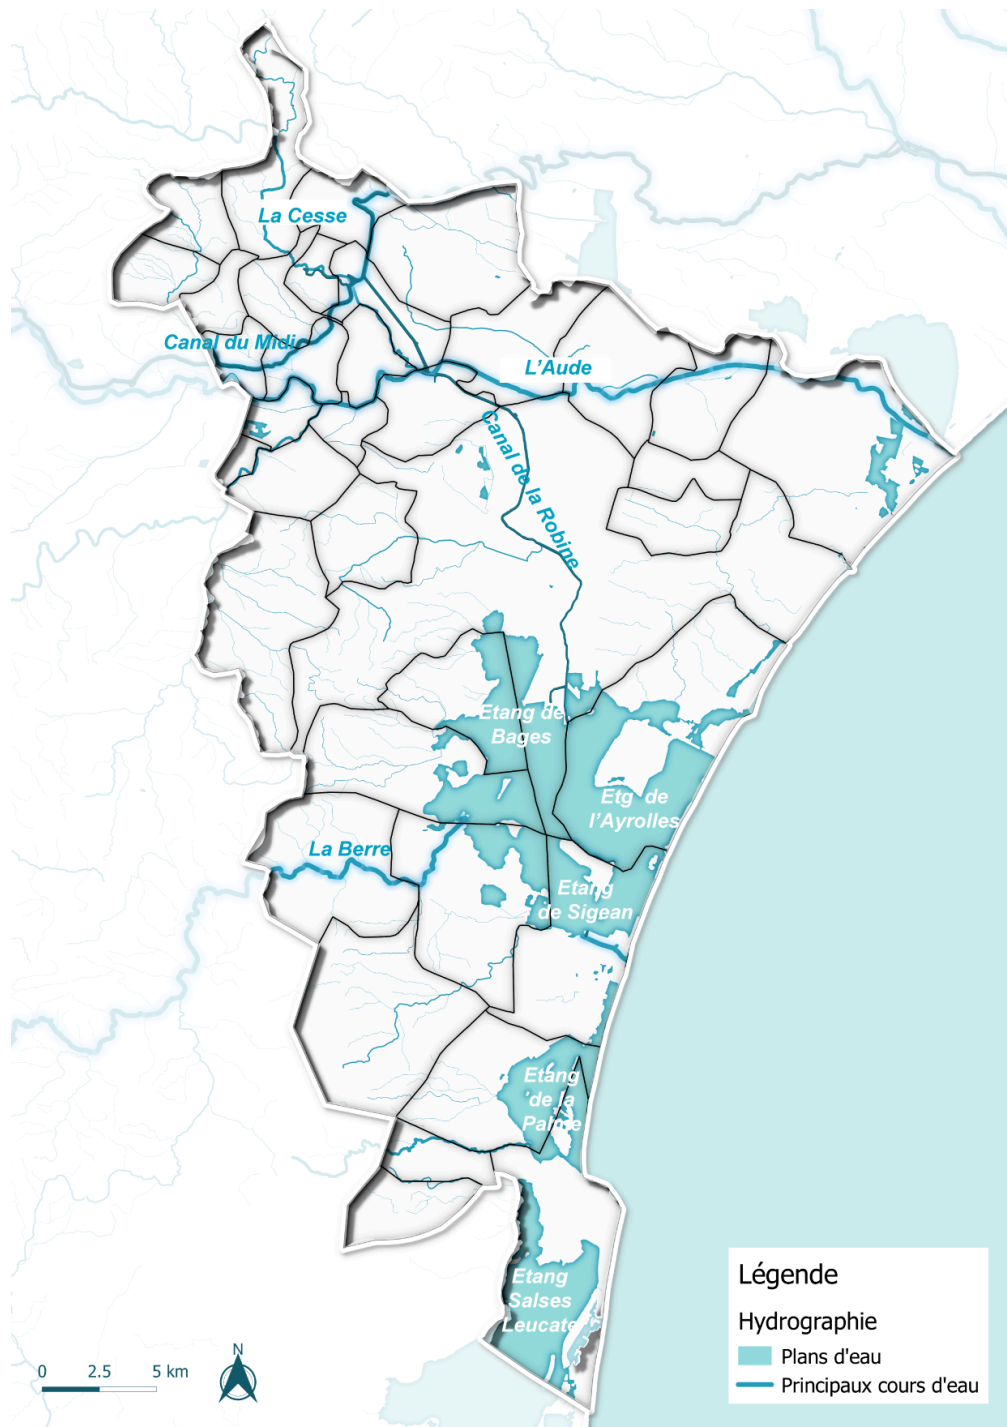 La Cesse
Canal du Midic
L'Aude
Canal de la Robine
Etang de
Bages
Etg de
l'Ayrolles
La Berre
Etang
de Sigean
Etang
de la
Palme
Etang
Salses
Leucate
Légende
Hydrographie
Plans d'eau
Principaux cours d'eau
N
0 2.5 5 km